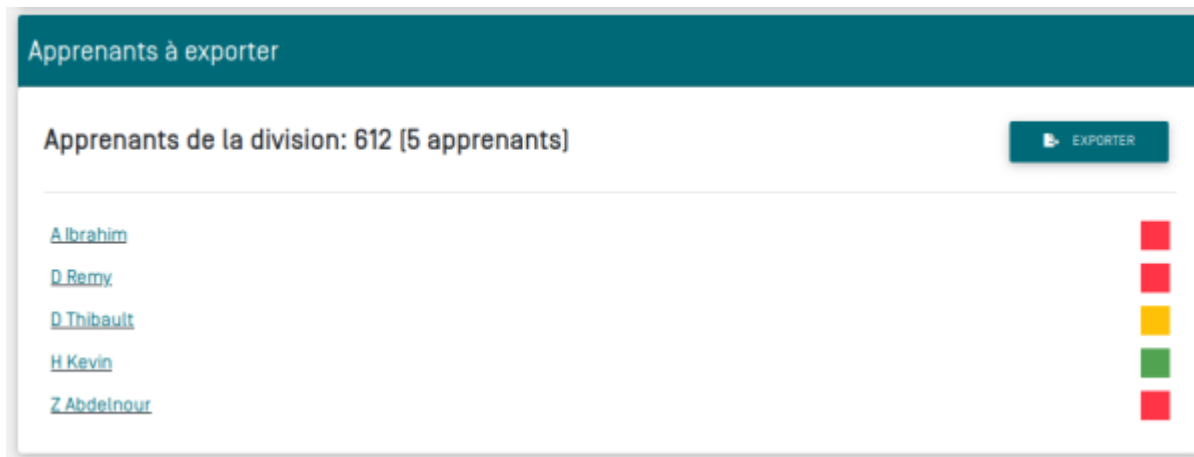 Apprenants à exporter
Apprenants de la division: 612 (5 apprenants)
EXPORTER
A Ibrahim
D Remy
D Thibault
H Kevin
Z Abdelnour